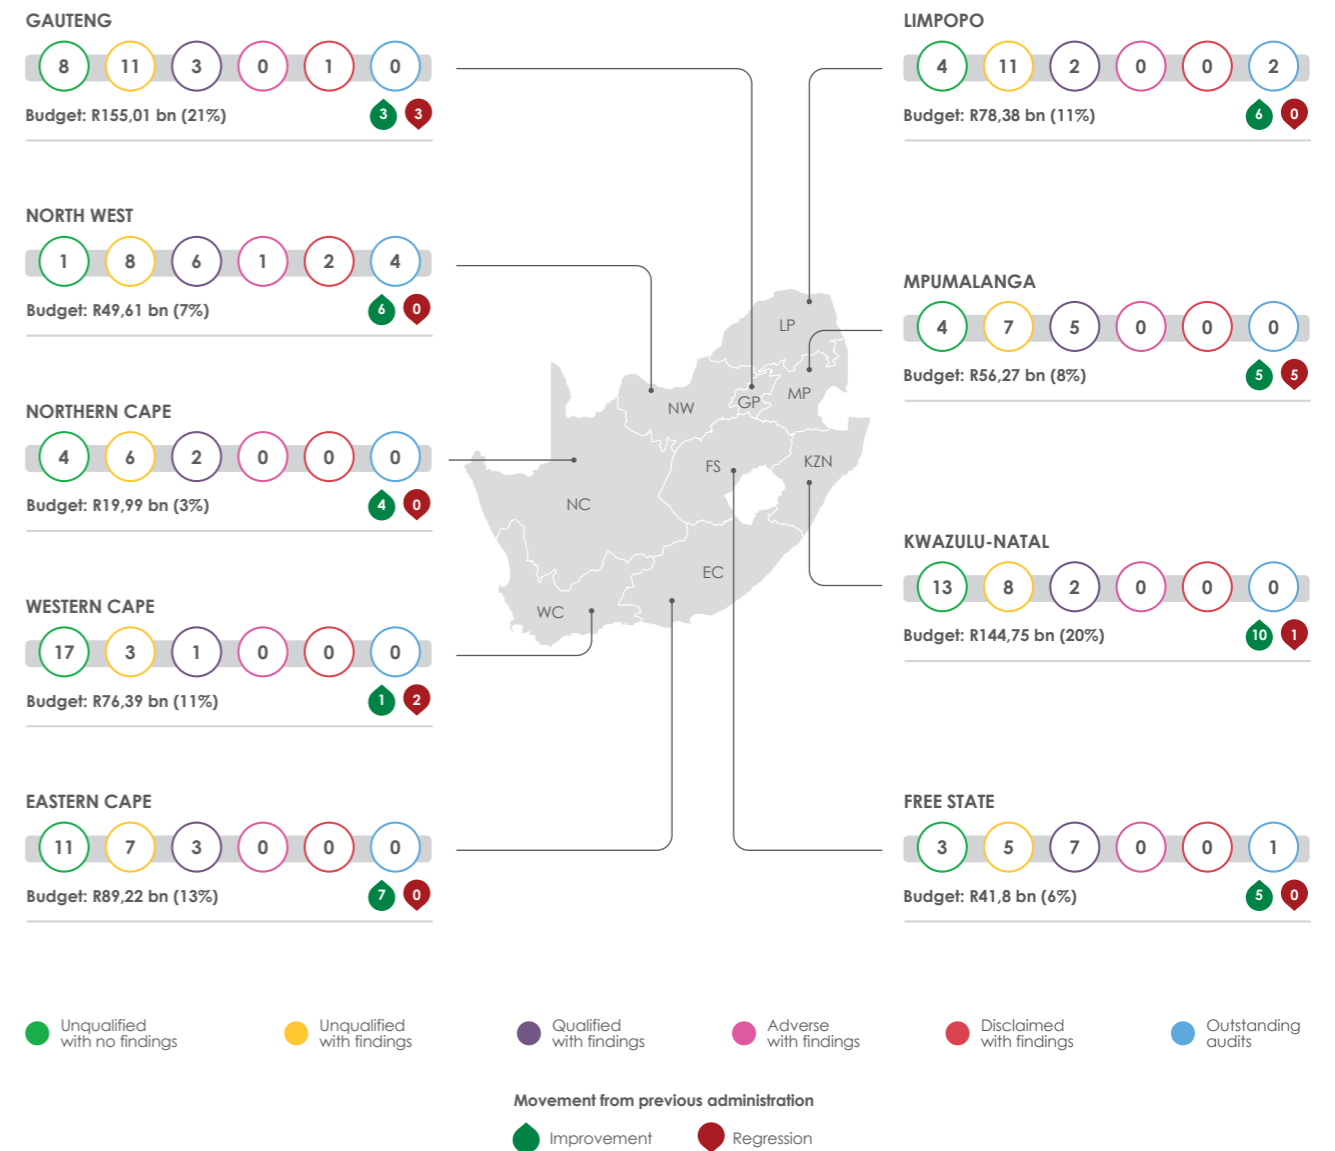 GAUTENG
8 11 3 0 1 0
Budget: R155,01 bn (21%)
3 3
NORTH WEST
1 8 6 1 2 4
Budget: R49,61 bn (7%)
6 0
NORTHERN CAPE
4 6 2 0 0 0
Budget: R19,99 bn (3%)
4 0
WESTERN CAPE
17 3 1 0 0 0
Budget: R76,39 bn (11%)
1 2
EASTERN CAPE
11 7 3 0 0 0
Budget: R89,22 bn (13%)
7 0
LP
NW
GP
MP
FS
KZN
NC
EC
WC
LIMPOPO
4 11 2 0 0 2
Budget: R78,38 bn (11%)
6 0
MPUMALANGA
4 7 5 0 0 0
Budget: R56,27 bn (8%)
5 5
KWAZULU-NATAL
13 8 2 0 0 0
Budget: R144,75 bn (20%)
10 1
FREE STATE
3 5 7 0 0 1
Budget: R41,8 bn (6%)
5 0
Unqualified
with no findings
Unqualified
with findings
Qualified
with findings
Adverse
with findings
Disclaimed
with findings
Outstanding
audits
Movement from previous administration
Improvement
Regression